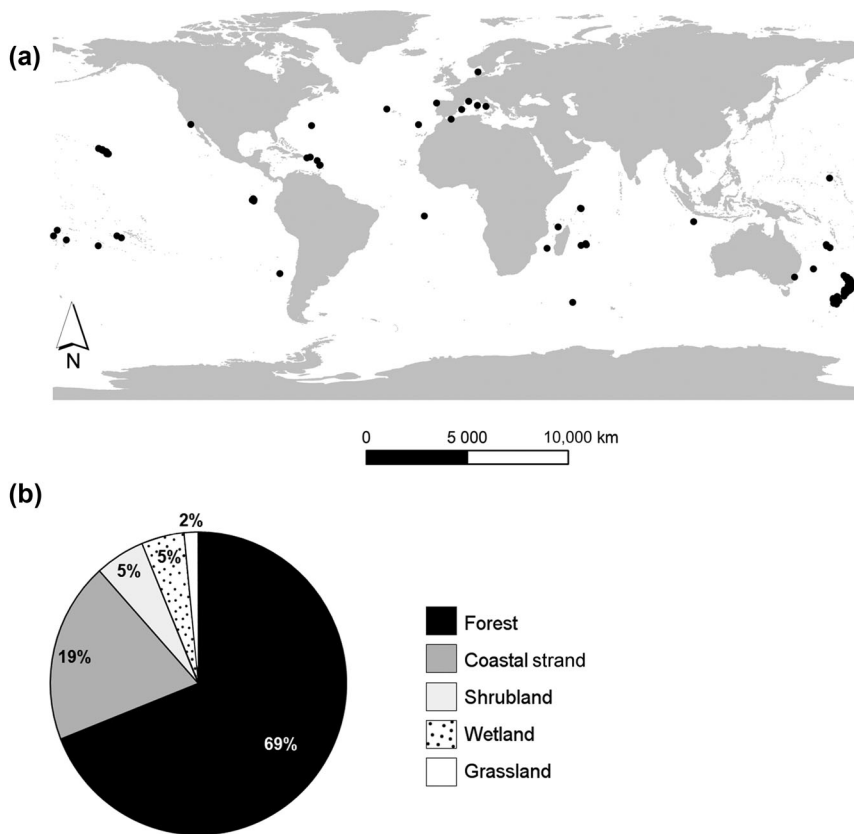 (a)
N
0 5 000 10,000 km
(b)
2%
5%
5%
19%
69%
Forest
Coastal strand
Shrubland
Wetland
Grassland